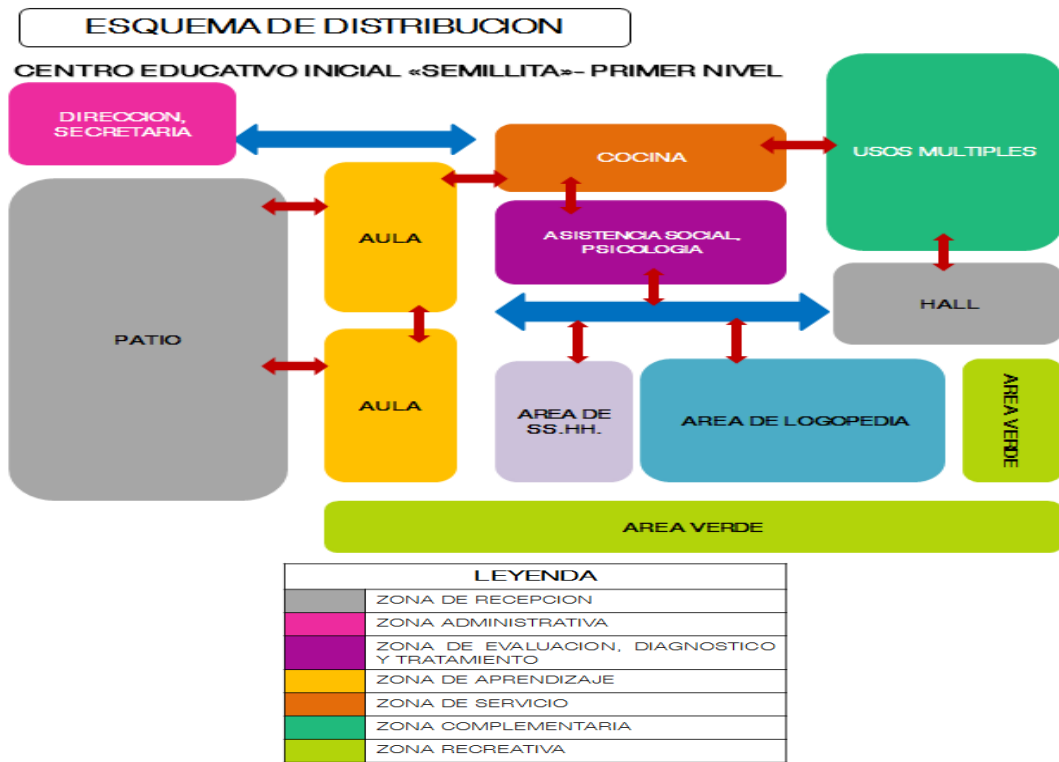 ESQUEMA DE DISTRIBUCION
CENTRO EDUCATIVO INICIAL «SEMILLITA»- PRIMER NIVEL
DIRECCION,
SECRETARIA
COCINA
USOS MULTIPLES
AULA
ASISTENCIA SOCIAL,
PSICOLOGIA
HALL
PATIO
AULA
AREA DE
SS.HH.
AREA DE LOGOPEDIA
AREA VERDE
AREA VERDE
LEYENDA
ZONA DE RECEPCION
ZONA ADMINISTRATIVA
ZONA DE EVALUACION, DIAGNOSTICO
Y TRATAMIENTO
ZONA DE APRENDIZAJE
ZONA DE SERVICIO
ZONA COMPLEMENTARIA
ZONA RECREATIVA